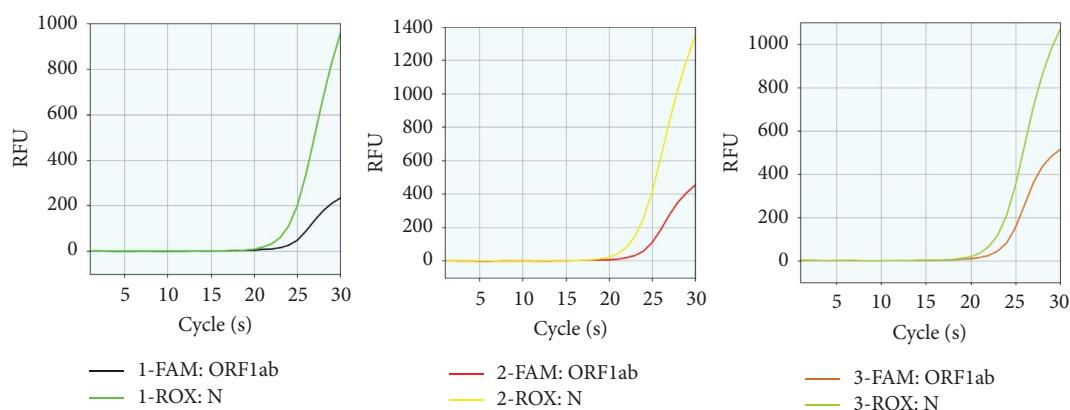 1000
800
600
400
200
0
RFU
5 10 15 20 25 30
Cycle (s)
1-FAM: ORF1ab
1-ROX: N
1400
1200
1000
800
600
400
200
0
RFU
5 10 15 20 25 30
Cycle (s)
2-FAM: ORF1ab
2-ROX: N
1000
800
600
400
200
0
RFU
5 10 15 20 25 30
Cycle (s)
3-FAM: ORF1ab
3-ROX: N